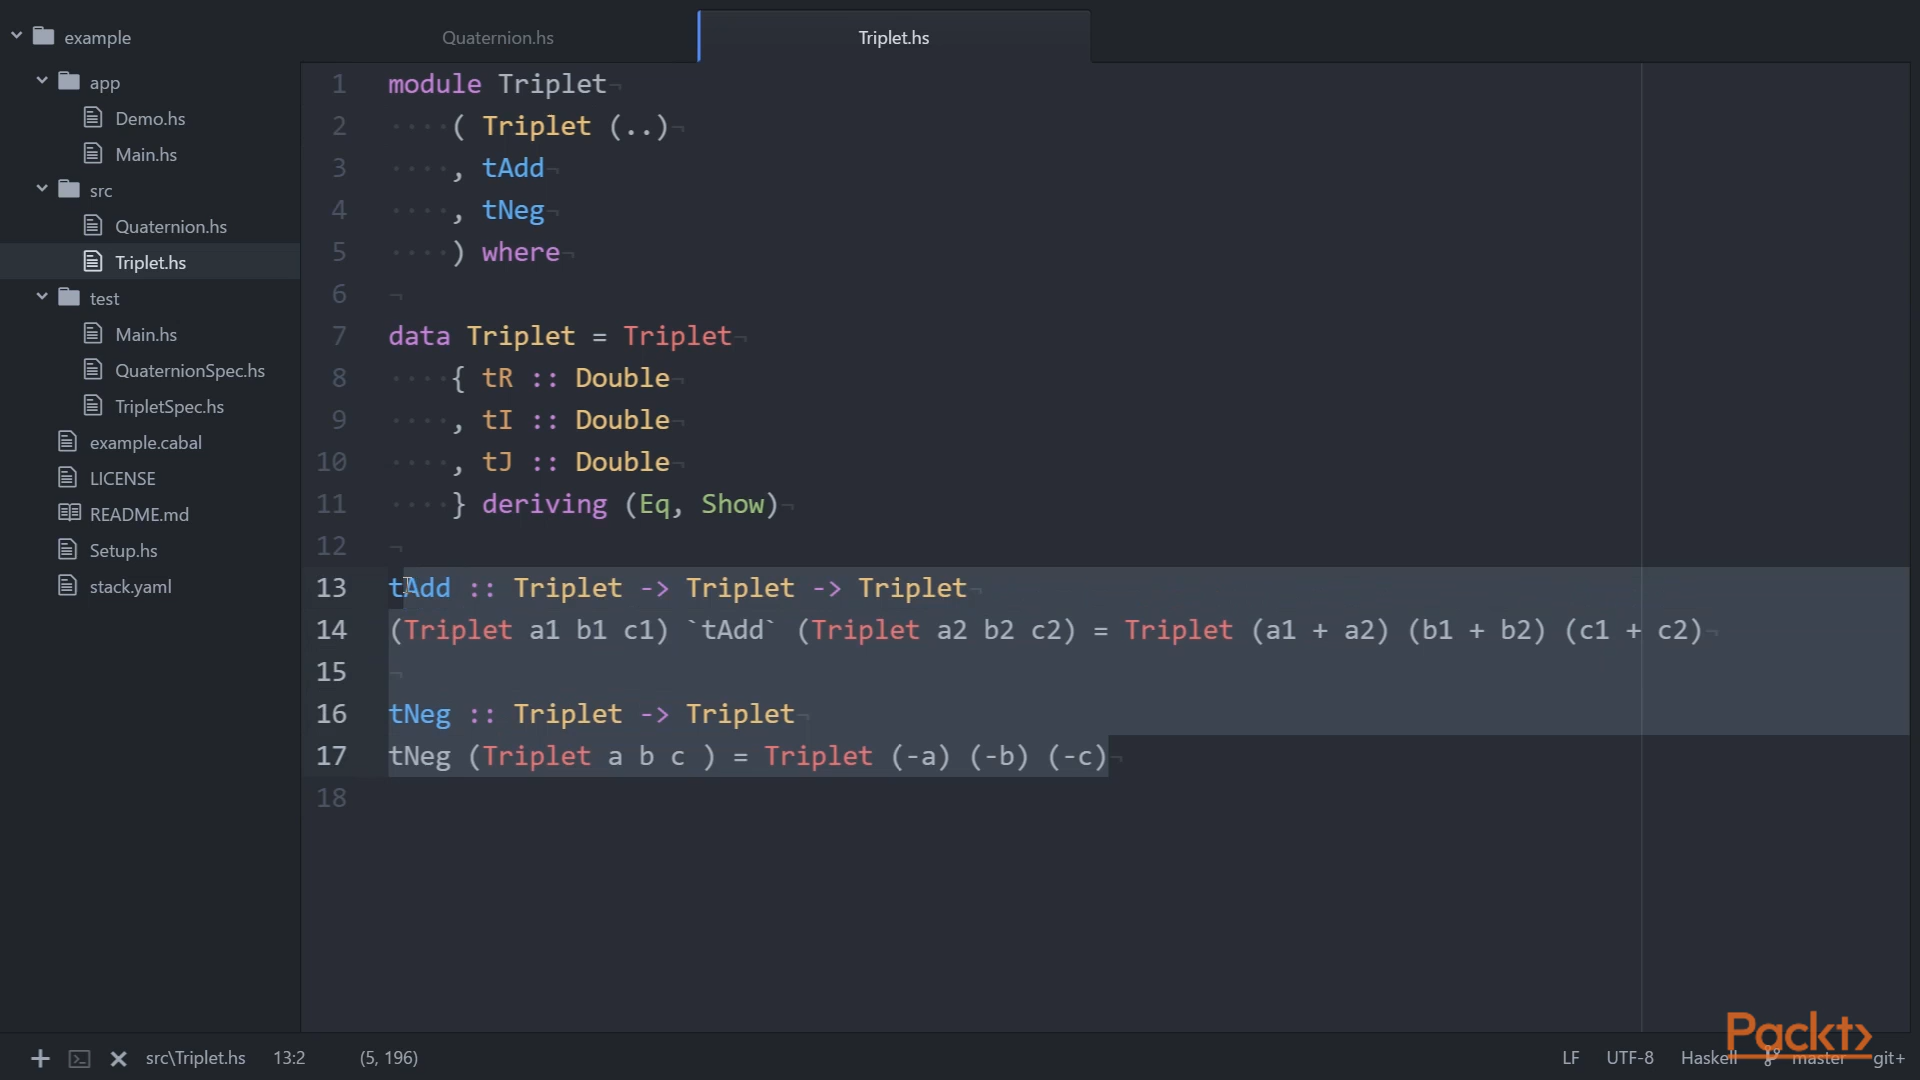 example
app
Demo.hs
Main.hs
src
Quaternion.hs
Triplet.hs
test
Main.hs
QuaternionSpec.hs
TripletSpec.hs
example.cabal
LICENSE
README.md
Setup.hs
stack.yaml
Quaternion.hs
Triplet.hs
1 module Triplet
2 ( Triplet (..)
3 , tAdd
4 , tNeg
5 ) where
6
7 data Triplet = Triplet
8 { tR :: Double
9 , tI :: Double
10 , tJ :: Double
11 } deriving (Eq, Show)
12
13 tAdd :: Triplet -> Triplet -> Triplet
14 (Triplet a1 b1 c1) `tAdd` (Triplet a2 b2 c2) = Triplet (a1 + a2) (b1 + b2) (c1 + c2)
15
16 tNeg :: Triplet -> Triplet
17 tNeg (Triplet a b c ) = Triplet (-a) (-b) (-c)
18
Packt>
src\Triplet.hs 13:2 (5, 196) LF UTF-8 Haskell master git+